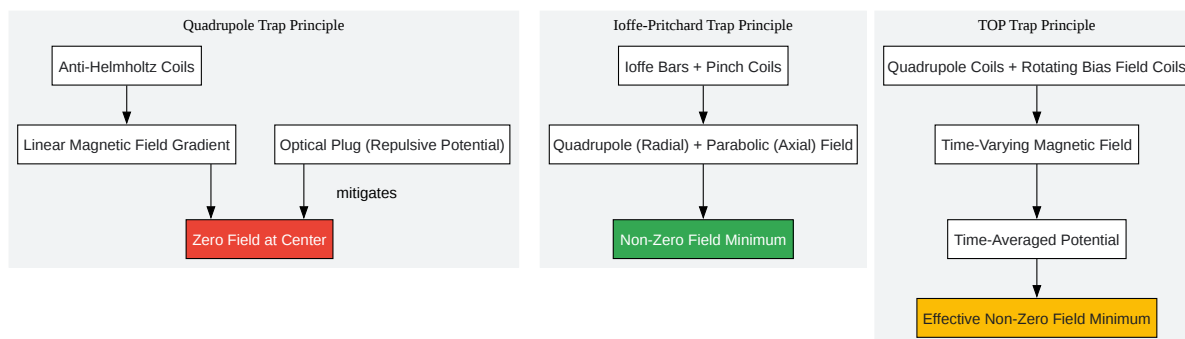 Quadrupole Trap Principle
Anti-Helmholtz Coils
Linear Magnetic Field Gradient
Optical Plug (Repulsive Potential)
mitigates
Zero Field at Center
Ioffe-Pritchard Trap Principle
Ioffe Bars + Pinch Coils
Quadrupole (Radial) + Parabolic (Axial) Field
Non-Zero Field Minimum
TOP Trap Principle
Quadrupole Coils + Rotating Bias Field Coils
Time-Varying Magnetic Field
Time-Averaged Potential
Effective Non-Zero Field Minimum